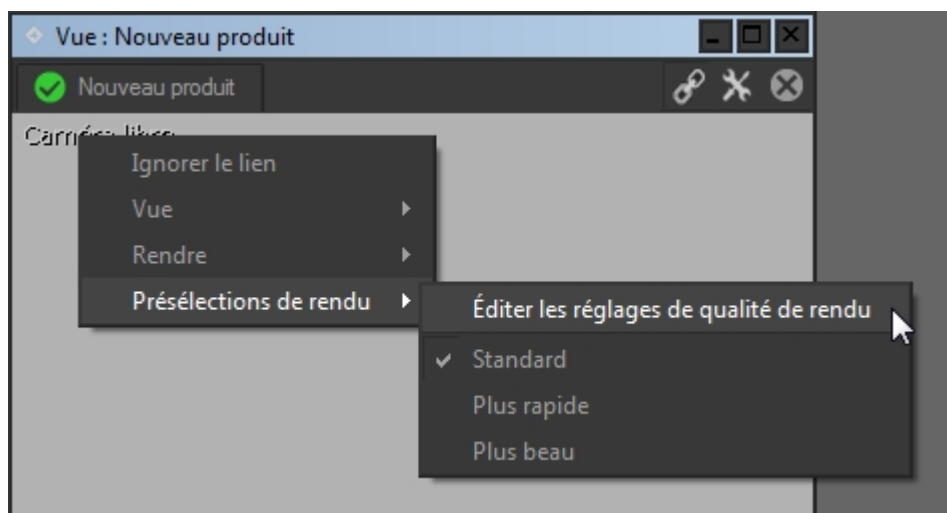 Vue : Nouveau produit
Nouveau produit
Caméra libre
Ignorer le lien
Vue
Rendre
Présélections de rendu
Éditer les réglages de qualité de rendu
Standard
Plus rapide
Plus beau